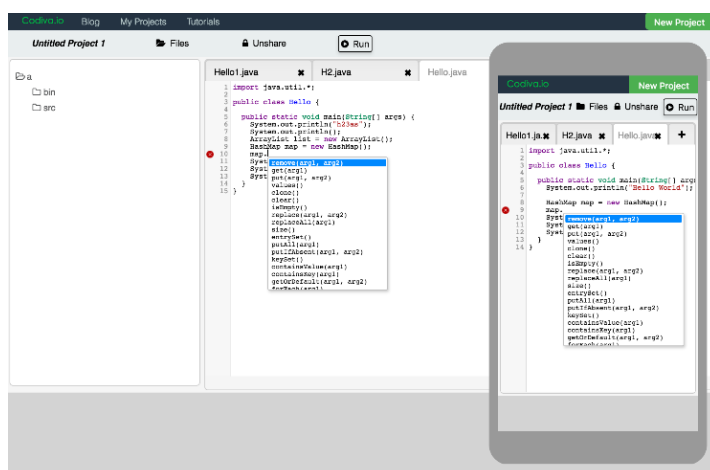 Codiva.io Blog My Projects Tutorials New Project
Untitled Project 1 Files Unshare Run
a
bin
src
Hello1.java H2.java Hello.java
1 import java.util.*;
2
3 public class Hello {
4
5 public static void main(String[] args) {
6 System.out.println("h23ms");
7 System.out.println();
8 ArrayList list = new ArrayList();
9 HashMap map = new HashMap();
10 map.
11 Syst
12 Syst
13 Syst
14 }
15 }
remove(arg1, arg2)
get(arg1)
put(arg1, arg2)
values()
clone()
clear()
isEmpty()
replace(arg1, arg2)
replaceAll(arg1)
size()
entrySet()
putAll(arg1)
putIfAbsent(arg1, arg2)
keySet()
containsValue(arg1)
containsKey(arg1)
getOrDefault(arg1, arg2)
forEach(arg1)
Codiva.io New Project
Untitled Project 1 Files Unshare Run
Hello1.ja H2.java Hello.java +
1 import java.util.*;
2
3 public class Hello {
4
5 public static void main(String[] arg
6 System.out.println("Hello World");
7
8 HashMap map = new HashMap();
9 map.
10 Syst
11 Syst
12 Syst
13 }
14 }
remove(arg1, arg2)
get(arg1)
put(arg1, arg2)
values()
clone()
clear()
isEmpty()
replace(arg1, arg2)
replaceAll(arg1)
size()
entrySet()
putAll(arg1)
putIfAbsent(arg1, arg2)
keySet()
containsValue(arg1)
containsKey(arg1)
getOrDefault(arg1, arg2)
forEach(arg1)